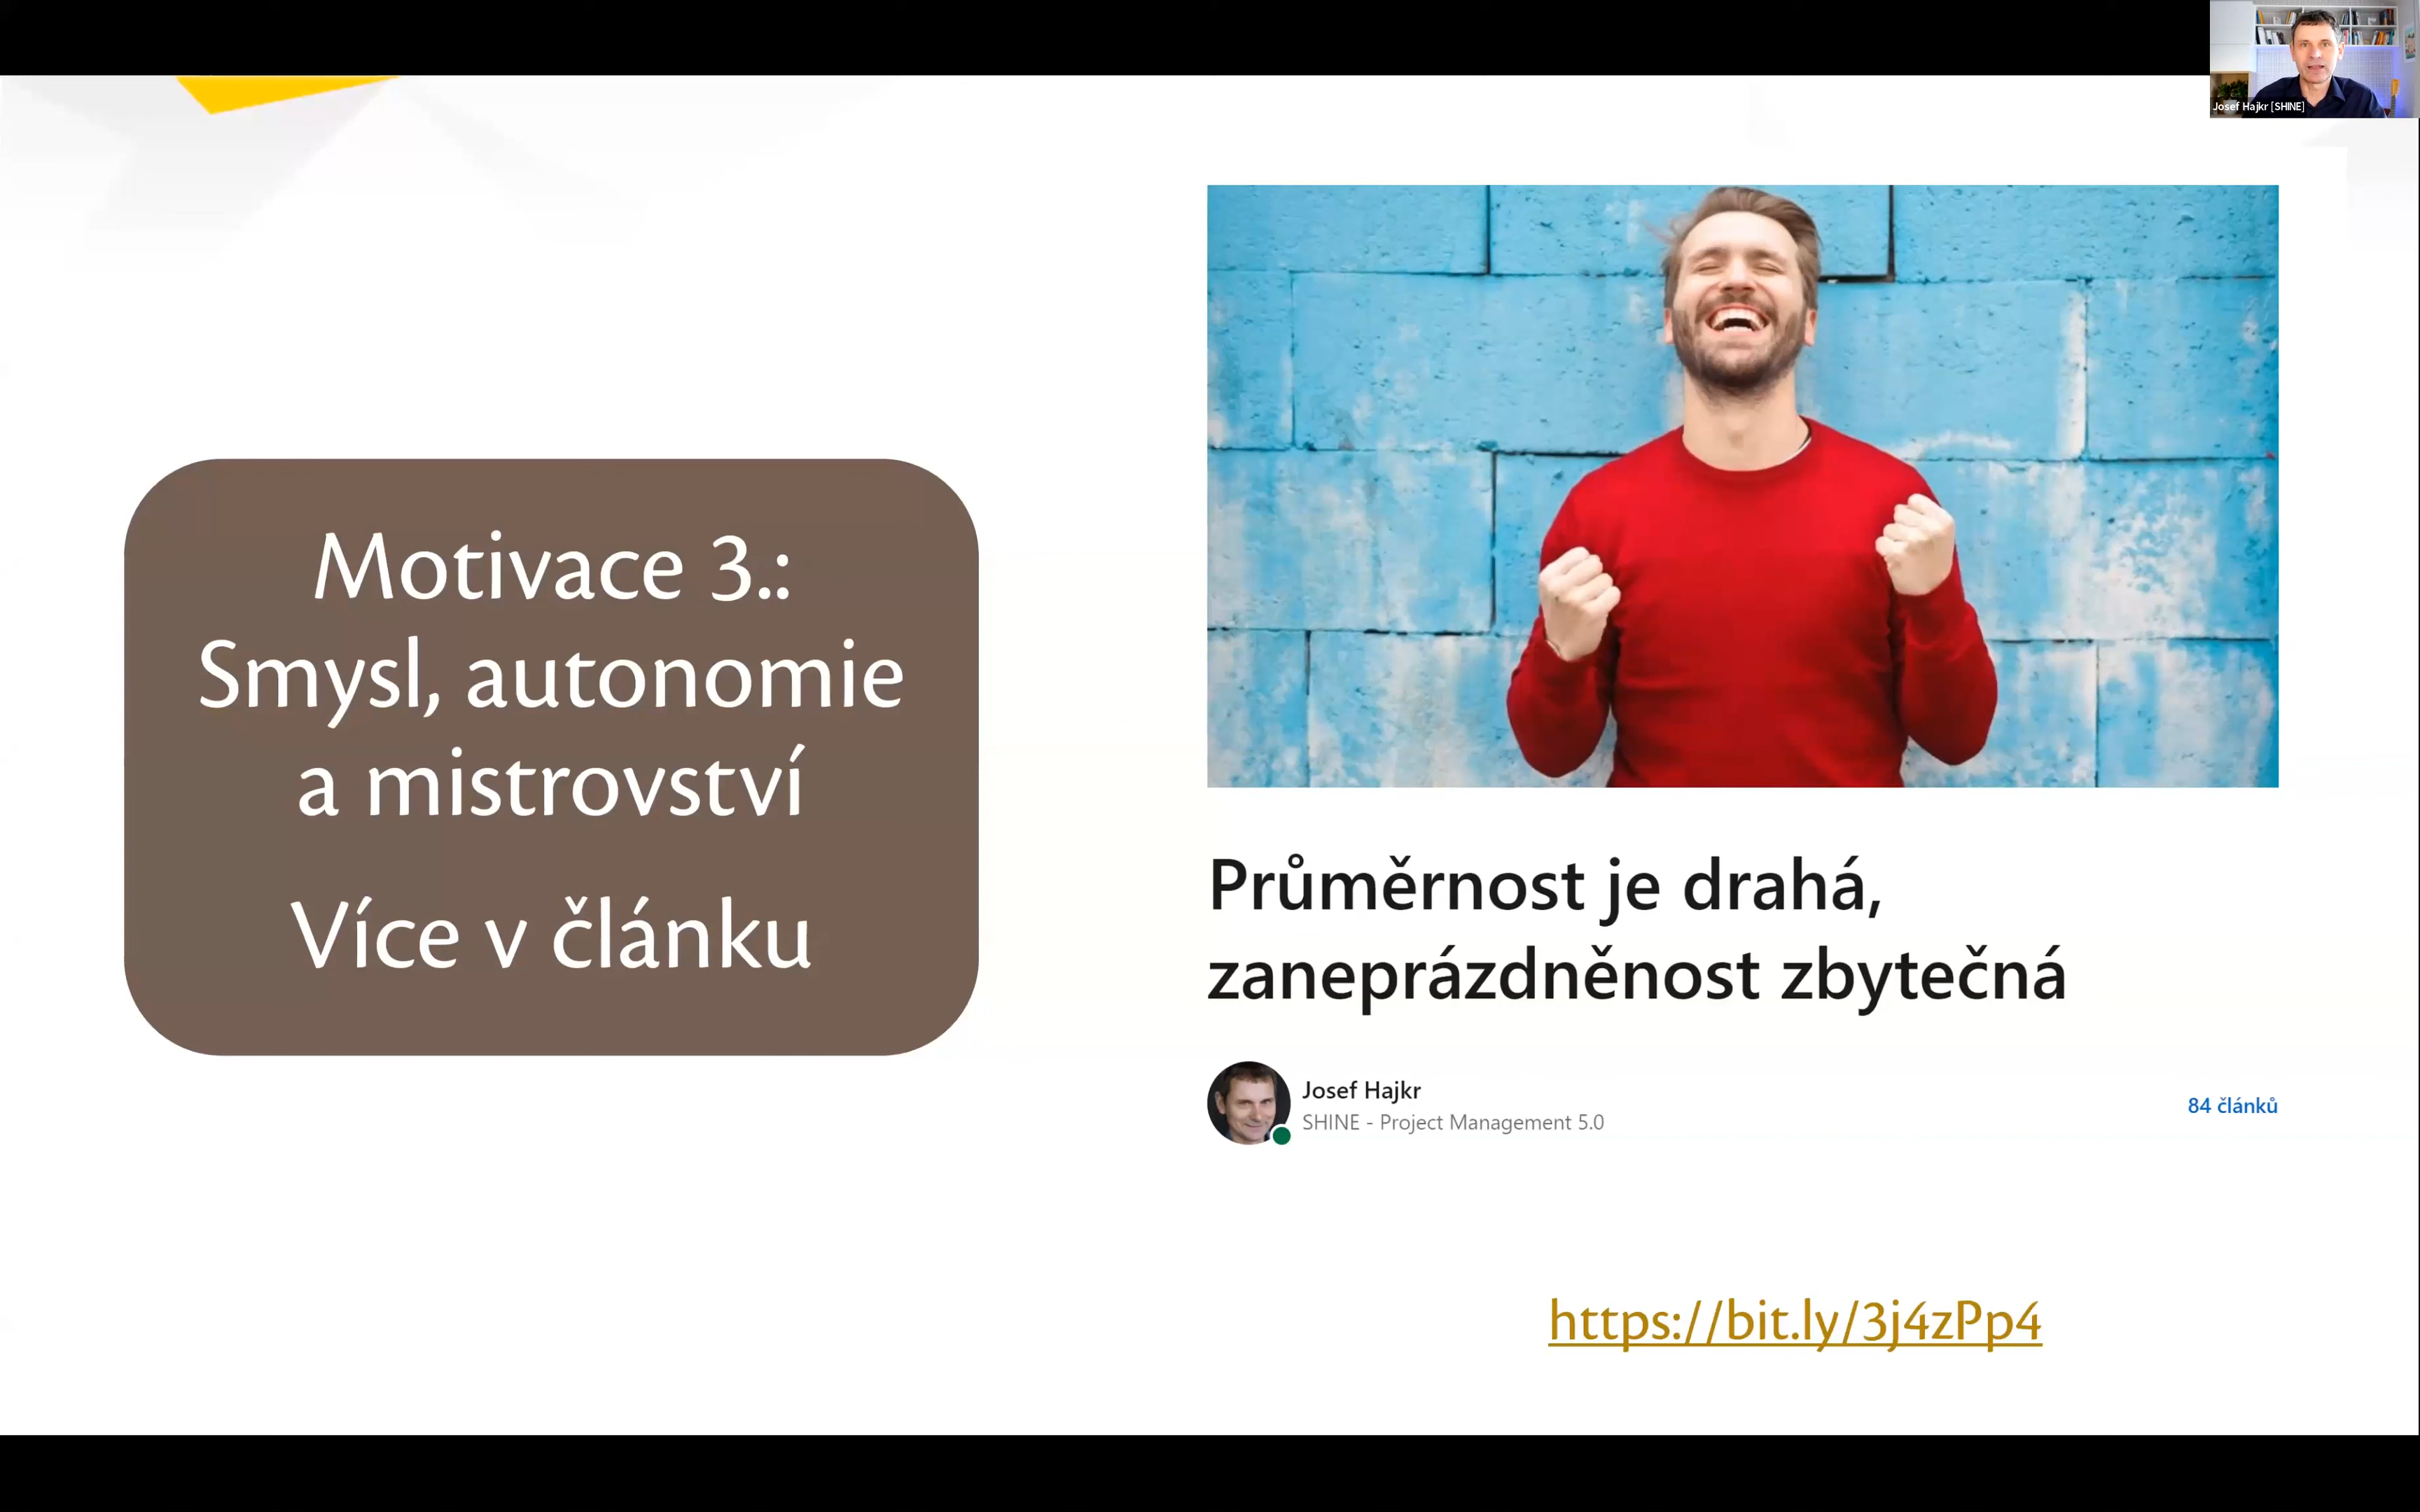 Josef Hajkr [SHINE]
Motivace 3.:
Smysl, autonomie
a mistrovství
Více v článku
Průměrnost je drahá,
zaneprázdněnost zbytečná
Josef Hajkr
SHINE - Project Management 5.0
84 článků
https://bit.ly/3j4zPp4